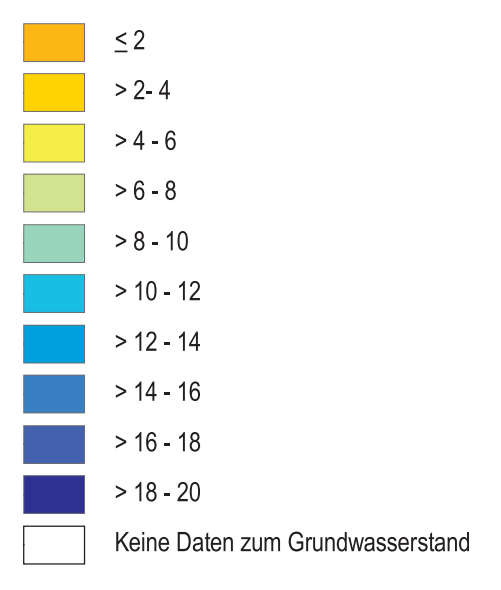 ≤ 2
> 2- 4
> 4 - 6
> 6 - 8
> 8 - 10
> 10 - 12
> 12 - 14
> 14 - 16
> 16 - 18
> 18 - 20
Keine Daten zum Grundwasserstand